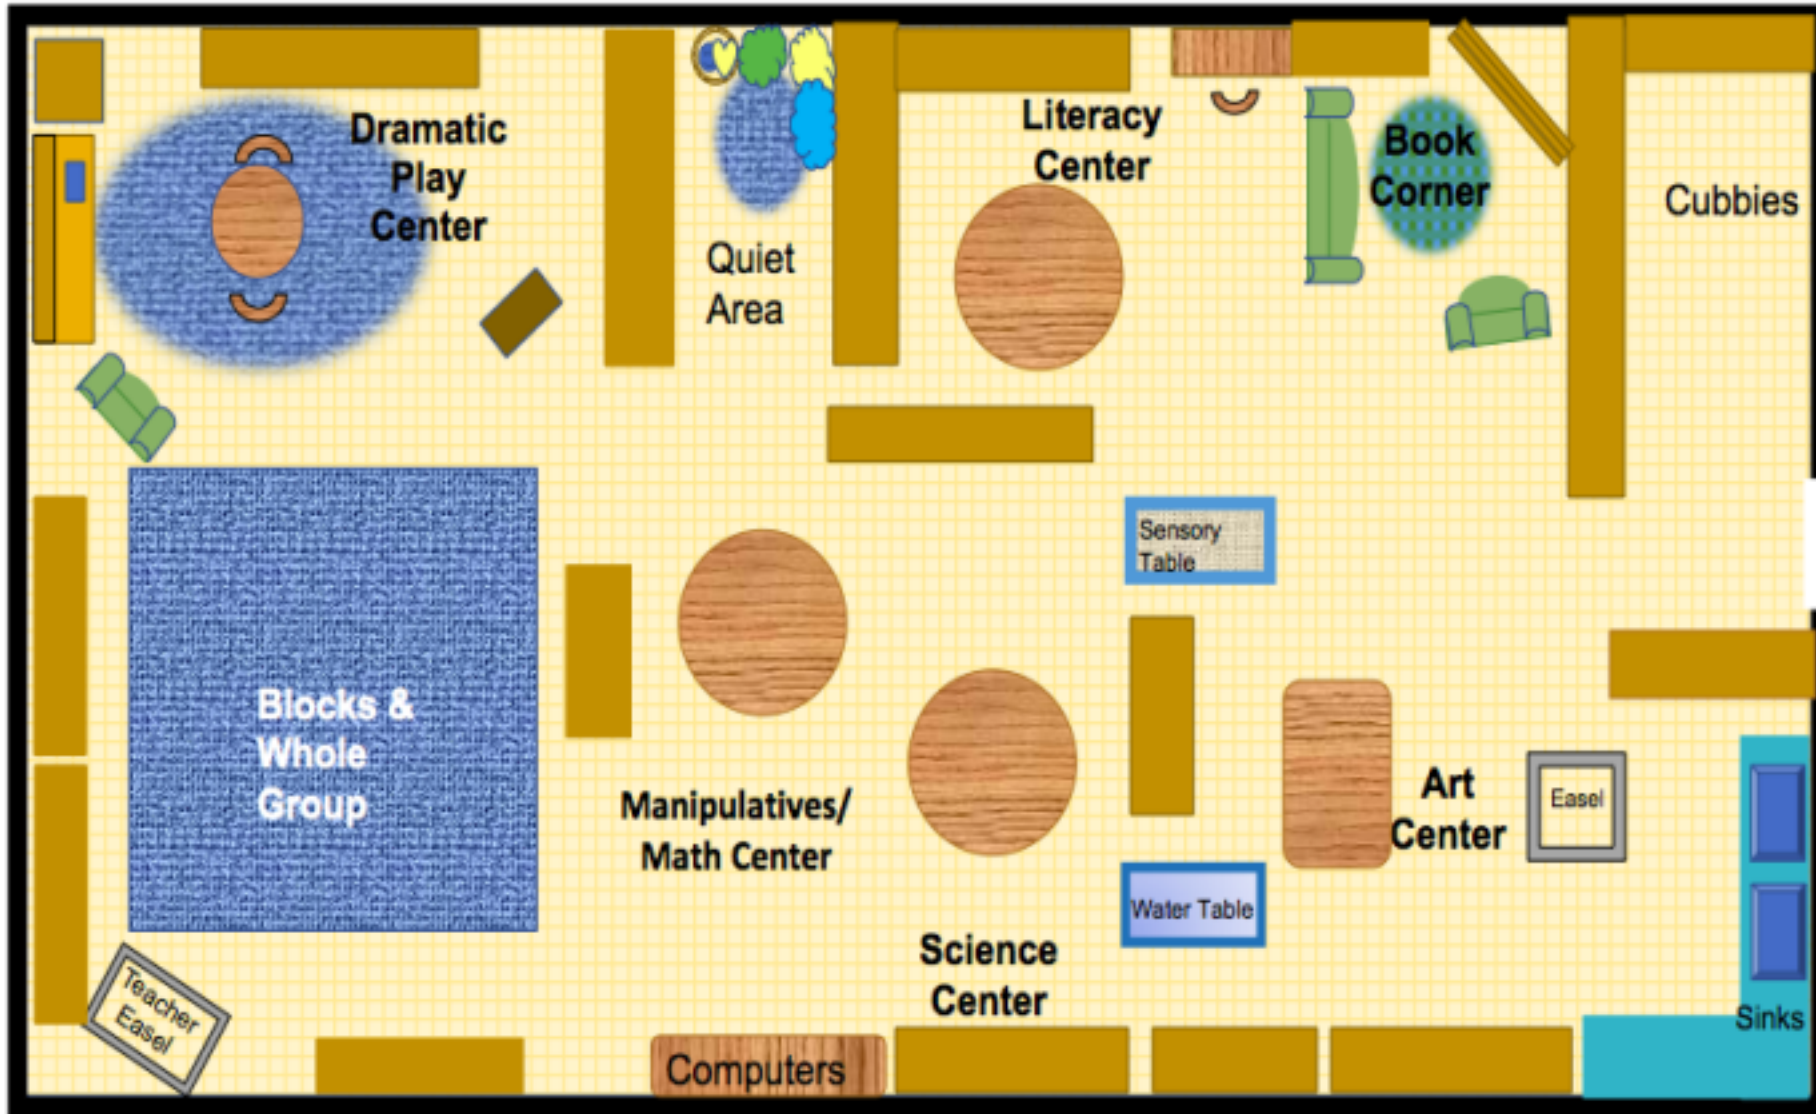 Dramatic
Play
Center
Quiet
Area
Literacy
Center
Book
Corner
Cubbies
Sensory
Table
Blocks &
Whole
Group
Manipulatives/
Math Center
Art
Center
Easel
Water Table
Science
Center
Teacher
Easel
Computers
Sinks